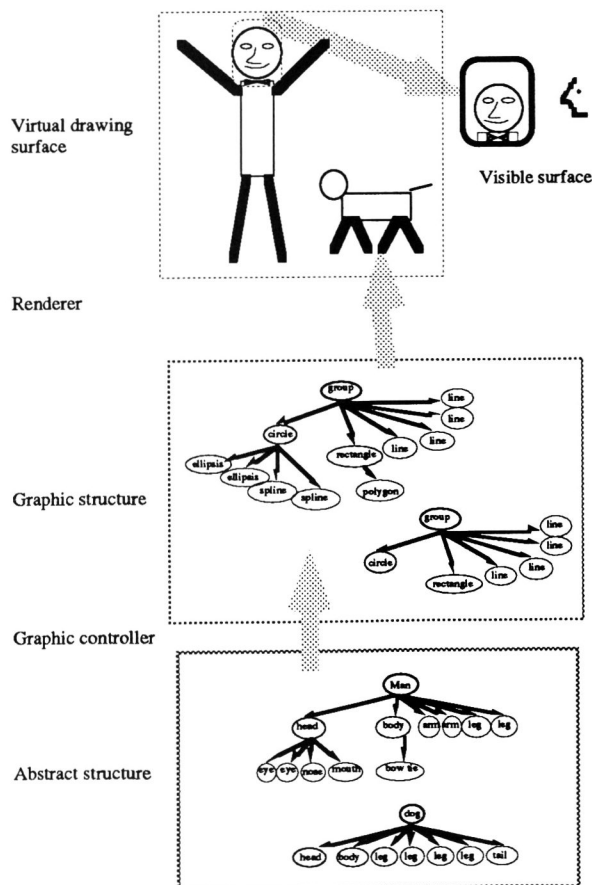 Virtual drawing
surface
Visible surface
Renderer
group
line
line
circle
line
line
rectangle
ellipsis
ellipsis
spline
spline
polygon
Graphic structure
group
line
line
circle
line
line
rectangle
Graphic controller
Man
head
body
arm
arm
leg
leg
eye
eye
nose
mouth
bow tie
Abstract structure
dog
head
body
leg
leg
leg
leg
tail